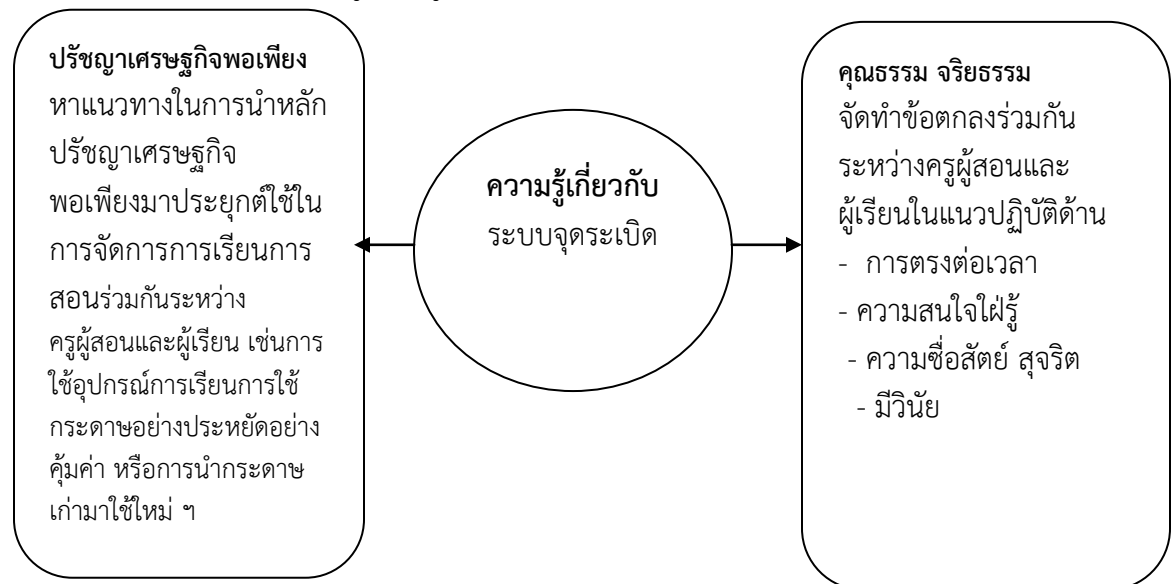 ปรัชญาเศรษฐกิจพอเพียง
หาแนวทางในการนำหลัก
ปรัชญาเศรษฐกิจ
พอเพียงมาประยุกต์ใช้ใน
การจัดการการเรียนการ
สอนร่วมกันระหว่าง
ครูผู้สอนและผู้เรียน เช่นการ
ใช้อุปกรณ์การเรียนการใช้
กระดาษอย่างประหยัดอย่าง
คุ้มค่า หรือการนำกระดาษ
เก่ามาใช้ใหม่ ฯ
ความรู้เกี่ยวกับ
ระบบจุดระเบิด
คุณธรรม จริยธรรม
จัดทำข้อตกลงร่วมกัน
ระหว่างครูผู้สอนและ
ผู้เรียนในแนวปฏิบัติด้าน
- การตรงต่อเวลา
- ความสนใจใฝ่รู้
- ความซื่อสัตย์ สุจริต
- มีวินัย